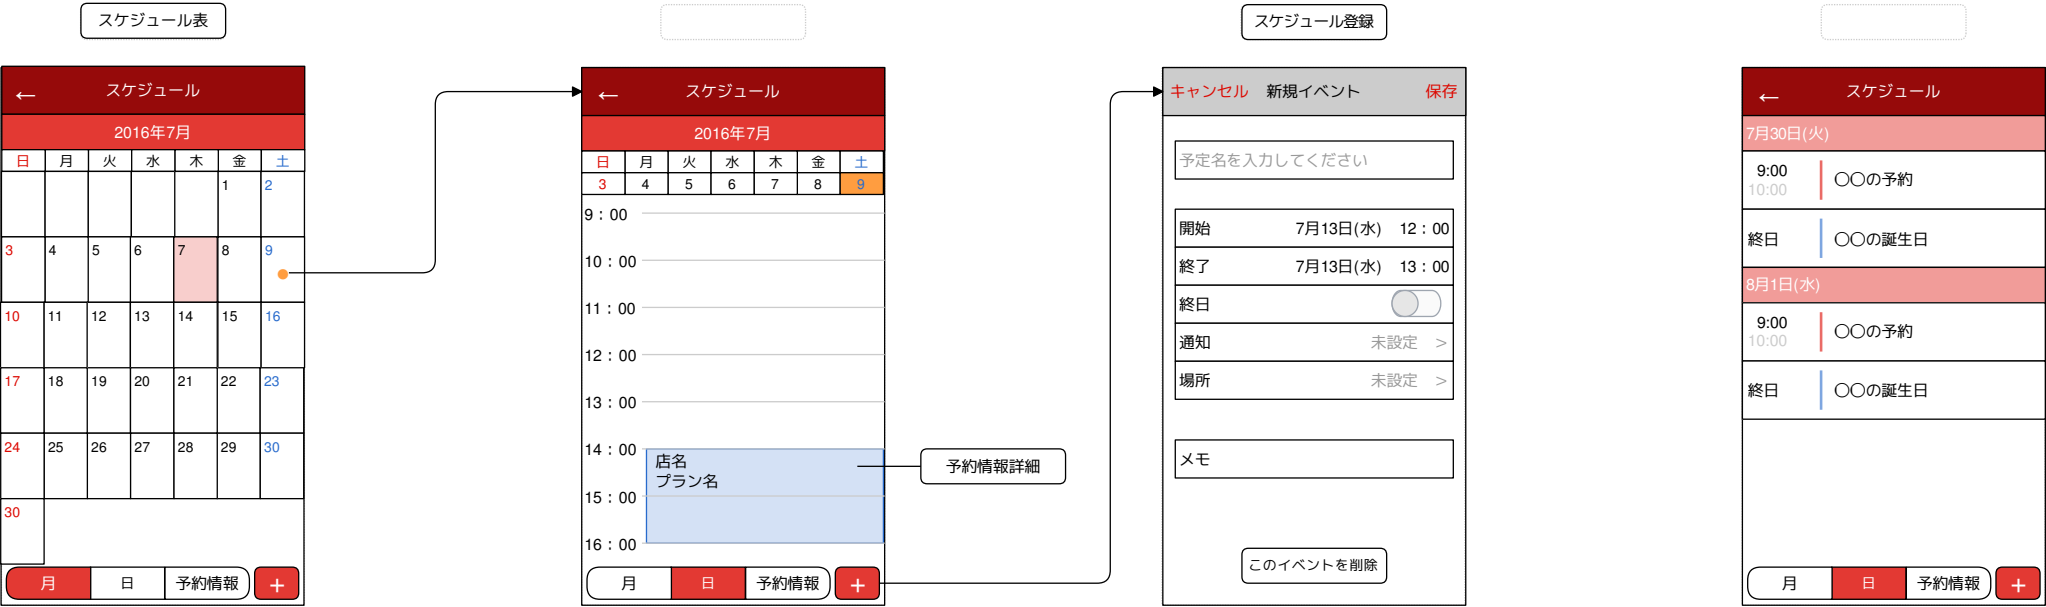 スケジュール表
← スケジュール
2016年7月
日 月 火 水 木 金 土
1 2
3 4 5 6 7 8 9
10 11 12 13 14 15 16
17 18 19 20 21 22 23
24 25 26 27 28 29 30
30
月 日 予約情報 +
← スケジュール
2016年7月
日 月 火 水 木 金 土
3 4 5 6 7 8 9
9：00
10：00
11：00
12：00
13：00
14：00
店名
プラン名
15：00
16：00
月 日 予約情報 +
予約情報詳細
スケジュール登録
キャンセル 新規イベント 保存
予定名を入力してください
開始 7月13日(水) 12：00
終了 7月13日(水) 13：00
終日
通知 未設定 >
場所 未設定 >
メモ
このイベントを削除
← スケジュール
7月30日(火)
9:00
10:00
〇〇の予約
終日 〇〇の誕生日
8月1日(水)
9:00
10:00
〇〇の予約
終日 〇〇の誕生日
月 日 予約情報 +